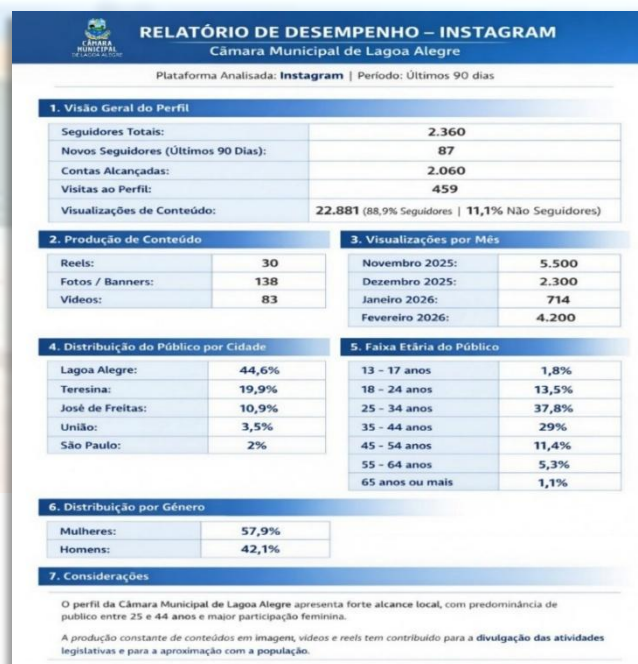 CÂMARA
MUNICIPAL
DE LAGOA ALEGRE
RELATÓRIO DE DESEMPENHO – INSTAGRAM
Câmara Municipal de Lagoa Alegre
Plataforma Analisada: Instagram | Período: Últimos 90 dias
1. Visão Geral do Perfil
Seguidores Totais: 2.360
Novos Seguidores (Últimos 90 Dias): 87
Contas Alcançadas: 2.060
Visitas ao Perfil: 459
Visualizações de Conteúdo: 22.881 (88,9% Seguidores | 11,1% Não Seguidores)
2. Produção de Conteúdo
Reels: 30
Fotos / Banners: 138
Vídeos: 83
3. Visualizações por Mês
Novembro 2025: 5.500
Dezembro 2025: 2.300
Janeiro 2026: 714
Fevereiro 2026: 4.200
4. Distribuição do Público por Cidade
Lagoa Alegre: 44,6%
Teresina: 19,9%
José de Freitas: 10,9%
União: 3,5%
São Paulo: 2%
5. Faixa Etária do Público
13 – 17 anos 1,8%
18 – 24 anos 13,5%
25 – 34 anos 37,8%
35 – 44 anos 29%
45 – 54 anos 11,4%
55 – 64 anos 5,3%
65 anos ou mais 1,1%
6. Distribuição por Gênero
Mulheres: 57,9%
Homens: 42,1%
7. Considerações
O perfil da Câmara Municipal de Lagoa Alegre apresenta forte alcance local, com predominância de
publico entre 25 e 44 anos e major participação feminina.
A produção constante de conteúdos em imagem, vídeos e reels tem contribuído para a divulgação das atividades
legislativas e para a aproximação com a população.